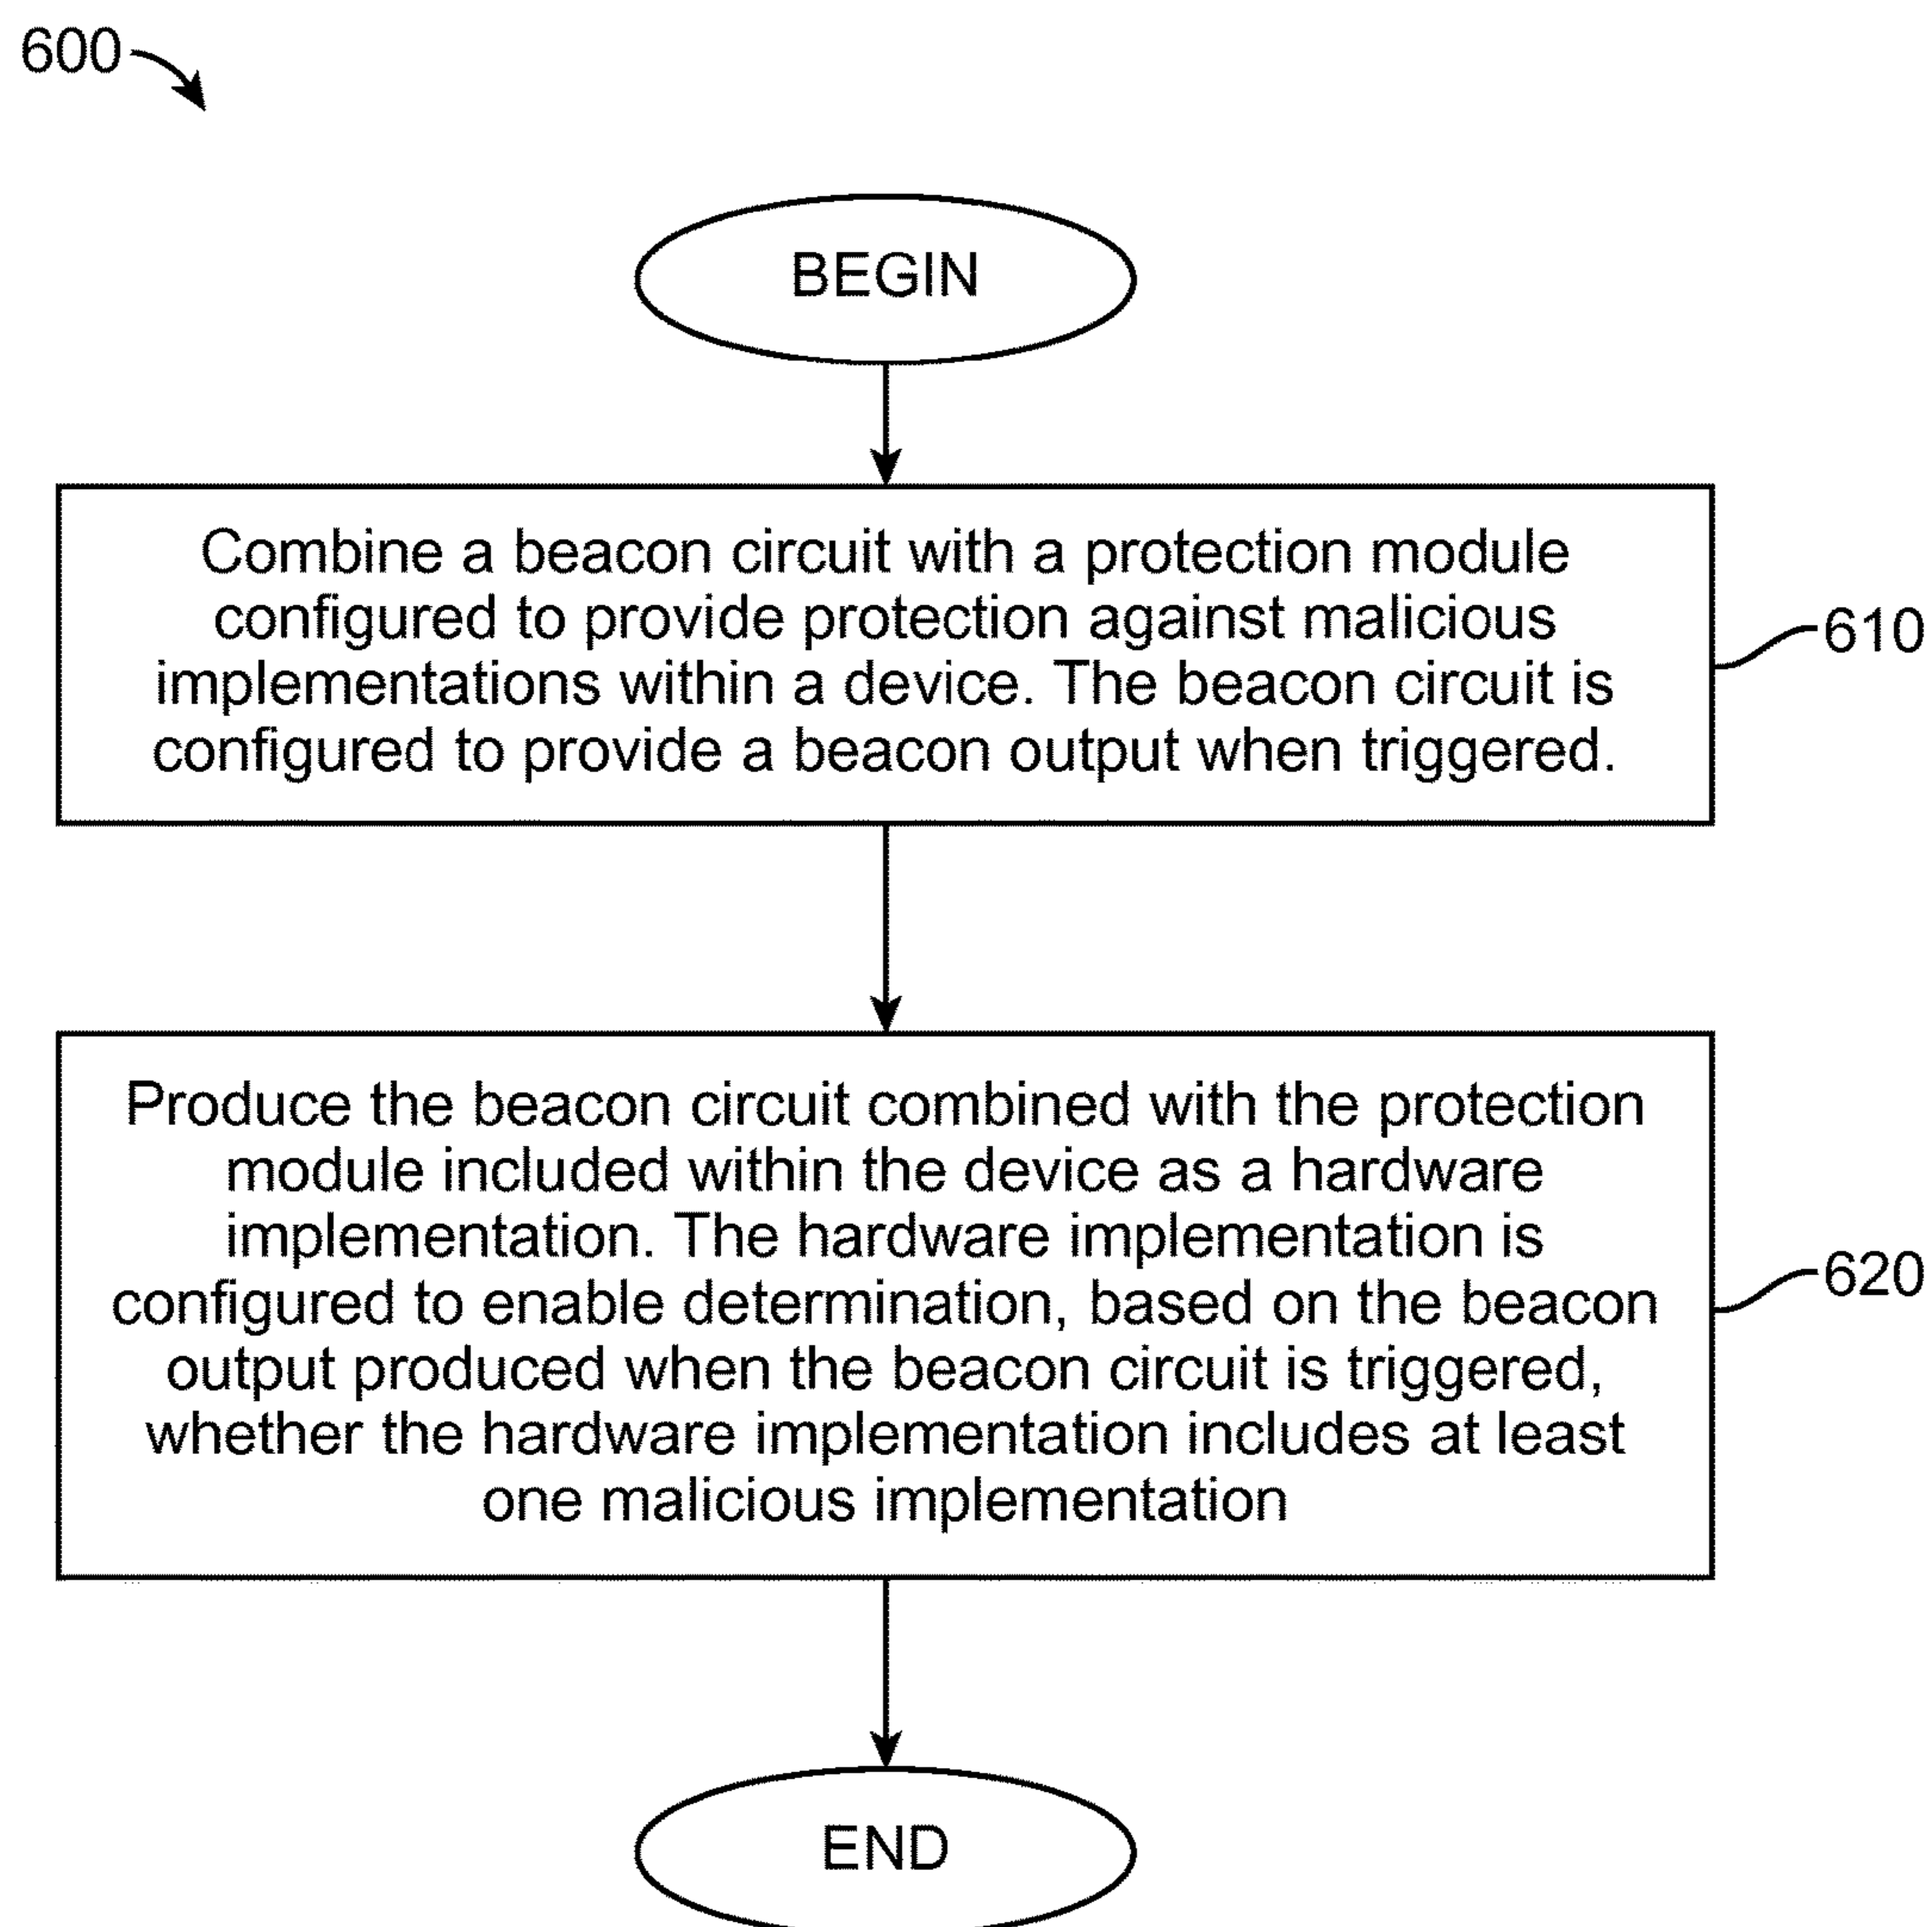 600
BEGIN
Combine a beacon circuit with a protection module
configured to provide protection against malicious
implementations within a device. The beacon circuit is
configured to provide a beacon output when triggered.
610
Produce the beacon circuit combined with the protection
module included within the device as a hardware
implementation. The hardware implementation is
configured to enable determination, based on the beacon
output produced when the beacon circuit is triggered,
whether the hardware implementation includes at least
one malicious implementation
620
END